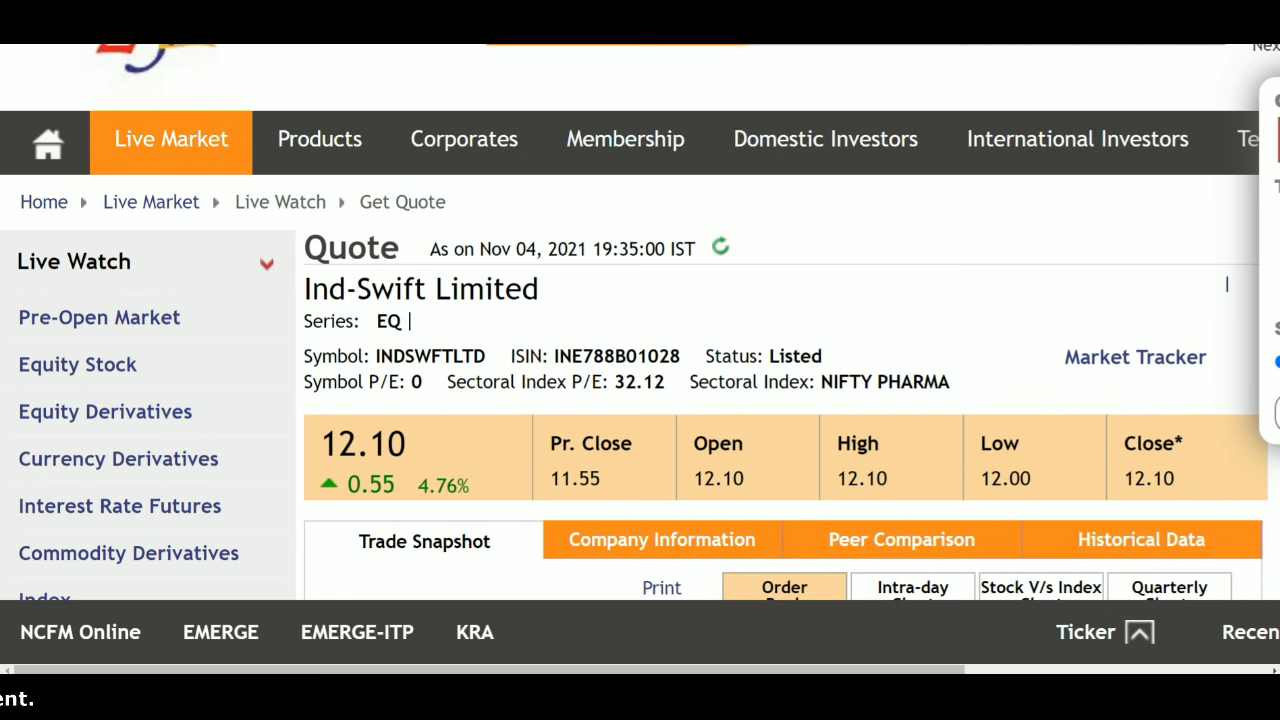 Live Market Products Corporates Membership Domestic Investors International Investors
Home Live Market Live Watch Get Quote
Live Watch
Pre-Open Market
Equity Stock
Equity Derivatives
Currency Derivatives
Interest Rate Futures
Commodity Derivatives
Index
Quote As on Nov 04, 2021 19:35:00 IST
Ind-Swift Limited |
Series: EQ |
Symbol: INDSWFTLTD ISIN: INE788B01028 Status: Listed Market Tracker
Symbol P/E: 0 Sectoral Index P/E: 32.12 Sectoral Index: NIFTY PHARMA
12.10 Pr. Close Open High Low Close*
0.55 4.76% 11.55 12.10 12.10 12.00 12.10
Trade Snapshot Company Information Peer Comparison Historical Data
Print Order Intra-day Stock V/s Index Quarterly
NCFM Online EMERGE EMERGE-ITP KRA Ticker Recen
ent.